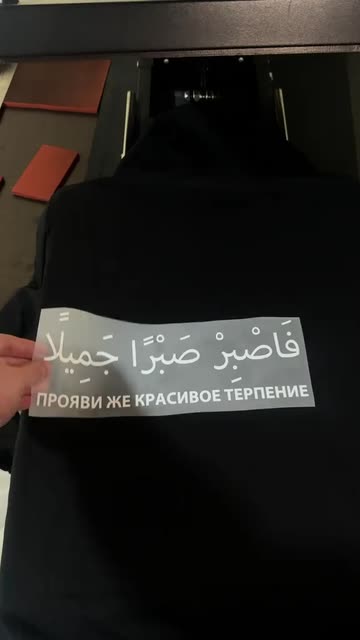 فَاصْبِرْ صَبْرًا جَمِيلًا
ПРОЯВИ ЖЕ КРАСИВОЕ ТЕРПЕНИЕ